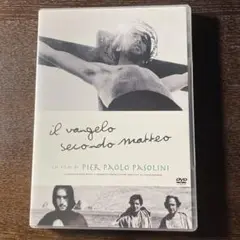 il vangelo
secondo matteo
un film di PIER PAOLO PASOLINI
DVD